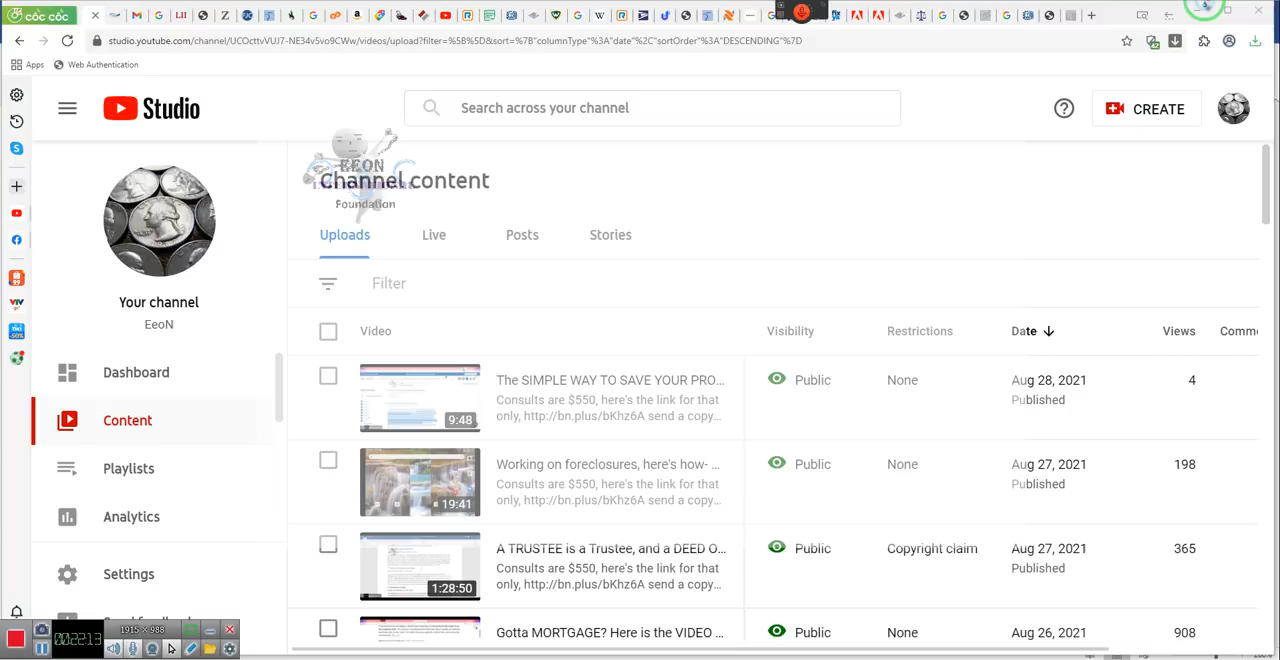 cốc cốc
studio.youtube.com/channel/UCOcttvVUJ7-NE34v5vo9CWw/videos/upload?filter=%5B%5D&sort=%7B"columnType"%3A"date"%2C"sortOrder"%3A"DESCENDING"%7D
Apps
Web Authentication
Studio
Search across your channel
CREATE
EEON
Channel content
Foundation
Uploads
Live
Posts
Stories
Filter
Your channel
EeoN
Video
Visibility
Restrictions
Date
Views
Comme
Dashboard
Content
Playlists
Analytics
Settings
The SIMPLE WAY TO SAVE YOUR PRO...
Consults are $550, here's the link for that
only, http://bn.plus/bKhz6A send a copy...
9:48
Public
None
Aug 28, 2021
Published
4
Working on foreclosures, here's how- ...
Consults are $550, here's the link for that
only, http://bn.plus/bKhz6A send a copy...
19:41
Public
None
Aug 27, 2021
Published
198
A TRUSTEE is a Trustee, and a DEED O...
Consults are $550, here's the link for that
only, http://bn.plus/bKhz6A send a copy...
1:28:50
Public
Copyright claim
Aug 27, 2021
Published
365
Gotta MORTGAGE? Here is the VIDEO ...
Public
None
Aug 26, 2021
908
00:22:13